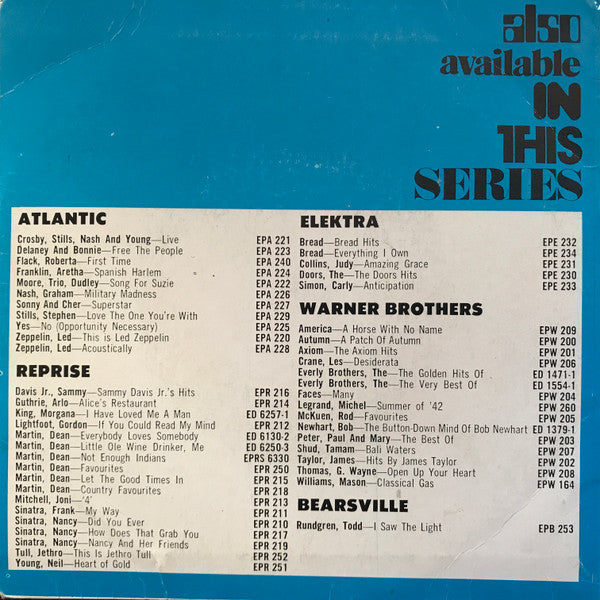 also
available
IN
THIS
SERIES
ATLANTIC
Crosby, Stills, Nash And Young—Live EPA 221
Delaney And Bonnie—Free The People EPA 223
Flack, Roberta—First Time EPA 240
Franklin, Aretha—Spanish Harlem EPA 224
Moore, Trio, Dudley—Song For Suzie EPA 222
Nash, Graham—Military Madness EPA 226
Sonny And Cher—Superstar EPA 227
Stills, Stephen—Love The One You're With EPA 229
Yes—No (Opportunity Necessary) EPA 225
Zeppelin, Led—This is Led Zeppelin EPA 220
Zeppelin, Led—Acoustically EPA 228
REPRISE
Davis Jr., Sammy—Sammy Davis Jr.'s Hits EPR 216
Guthrie, Arlo—Alice's Restaurant EPR 214
King, Morgana—I Have Loved Me A Man ED 6257-1
Lightfoot, Gordon—If You Could Read My Mind EPR 212
Martin, Dean—Everybody Loves Somebody ED 6130-2
Martin, Dean—Little Ole Wine Drinker, Me ED 6250-3
Martin, Dean—Not Enough Indians EPRS 6330
Martin, Dean—Favourites EPR 250
Martin, Dean—Let The Good Times In EPR 215
Martin, Dean—Country Favourites EPR 218
Mitchell, Joni—'4' EPR 213
Sinatra, Frank—My Way EPR 211
Sinatra, Nancy—Did You Ever EPR 210
Sinatra, Nancy—How Does That Grab You EPR 217
Sinatra, Nancy—Nancy And Her Friends EPR 219
Tull, Jethro—This Is Jethro Tull EPR 252
Young, Neil—Heart of Gold EPR 251
ELEKTRA
Bread—Bread Hits EPE 232
Bread—Everything I Own EPE 234
Collins, Judy—Amazing Grace EPE 231
Doors, The—The Doors Hits EPE 230
Simon, Carly—Anticipation EPE 233
WARNER BROTHERS
America—A Horse With No Name EPW 209
Autumn—A Patch Of Autumn EPW 200
Axiom—The Axiom Hits EPW 201
Crane, Les—Desiderata EPW 206
Everly Brothers, The—The Golden Hits Of ED 1471-1
Everly Brothers, The—The Very Best Of ED 1554-1
Faces—Many EPW 204
Legrand, Michel—Summer of '42 EPW 260
McKuen, Rod—Favourites EPW 205
Newhart, Bob—The Button-Down Mind Of Bob Newhart ED 1379-1
Peter, Paul And Mary—The Best Of EPW 203
Shud, Tamam—Bali Waters EPW 207
Taylor, James—Hits By James Taylor EPW 202
Thomas, G. Wayne—Open Up Your Heart EPW 208
Williams, Mason—Classical Gas EPW 164
BEARSVILLE
Rundgren, Todd—I Saw The Light EPB 253